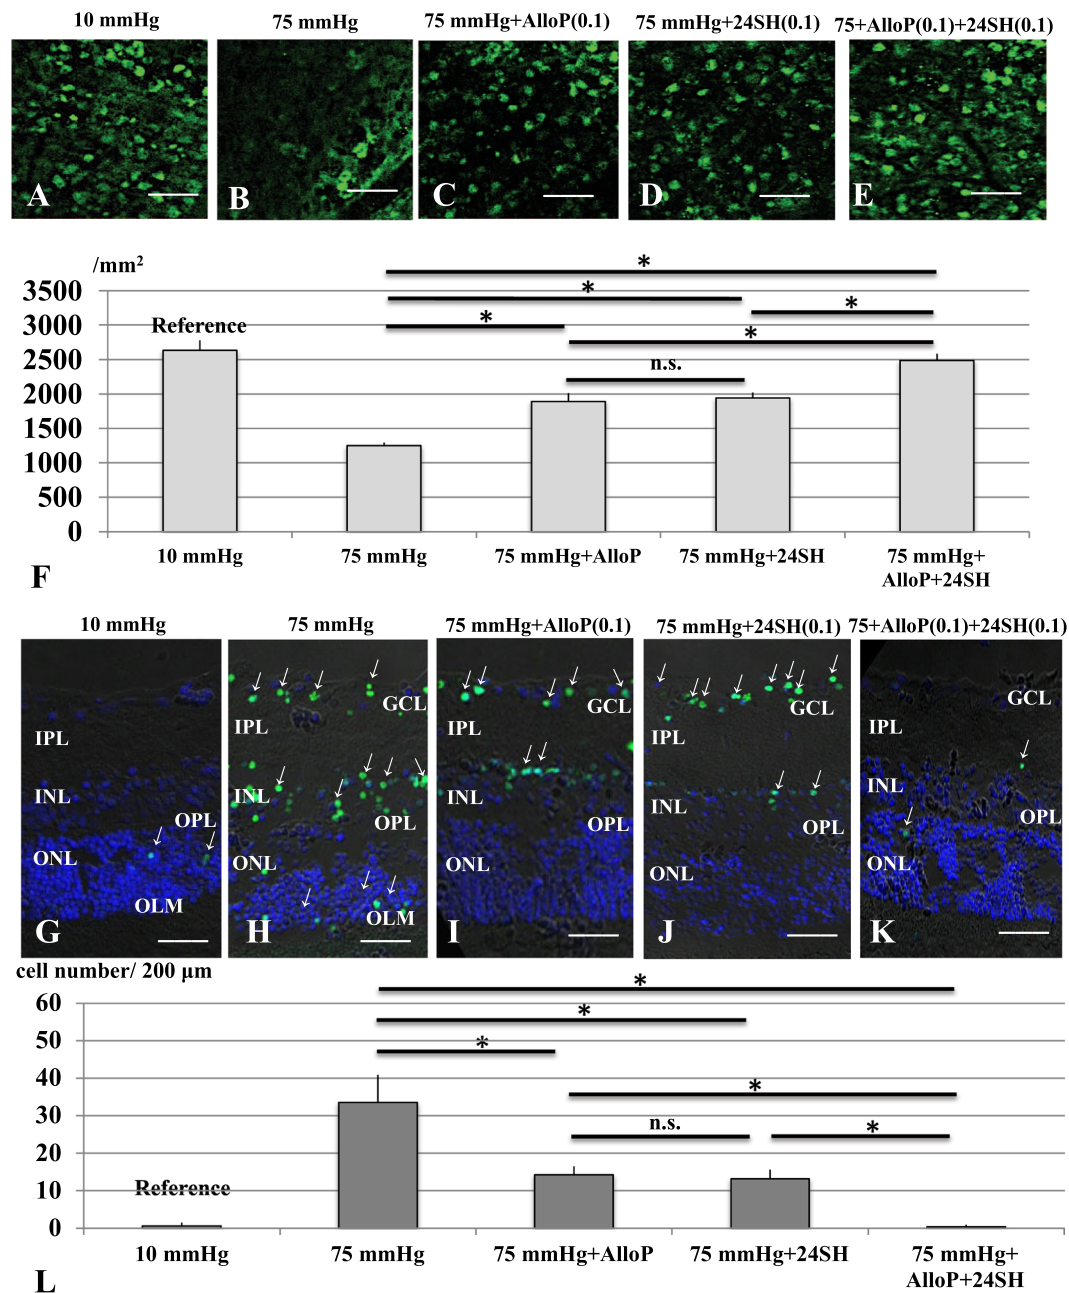 10 mmHg 75 mmHg 75 mmHg+AlloP(0.1) 75 mmHg+24SH(0.1) 75+AlloP(0.1)+24SH(0.1)
A B C D E
/mm²
* * * * * n.s.
3500
3000
2500
2000
1500
1000
500
0
Reference
10 mmHg 75 mmHg 75 mmHg+AlloP 75 mmHg+24SH 75 mmHg+
AlloP+24SH
F
10 mmHg 75 mmHg 75 mmHg+AlloP(0.1) 75 mmHg+24SH(0.1) 75+AlloP(0.1)+24SH(0.1)
IPL INL OPL ONL OLM G
GCL IPL INL OPL ONL OLM H
GCL IPL INL OPL ONL I
GCL IPL INL OPL ONL J
GCL IPL INL OPL ONL K
cell number/ 200 μm
* * * * n.s. *
60
50
40
30
20
10
0
Reference
10 mmHg 75 mmHg 75 mmHg+AlloP 75 mmHg+24SH 75 mmHg+
AlloP+24SH
L